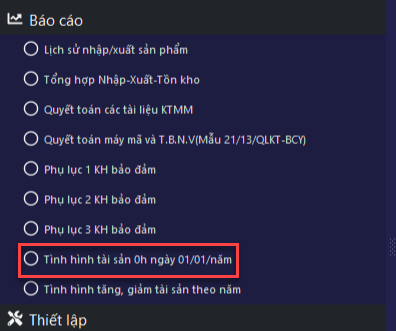 Báo cáo
Lịch sử nhập/xuất sản phẩm
Tổng hợp Nhập-Xuất-Tồn kho
Quyết toán các tài liệu KTMM
Quyết toán máy mã và T.B.N.V(Mẫu 21/13/QLKT-BCY)
Phụ lục 1 KH bảo đảm
Phụ lục 2 KH bảo đảm
Phụ lục 3 KH bảo đảm
Tình hình tài sản 0h ngày 01/01/năm
Tình hình tăng, giảm tài sản theo năm
Thiết lập